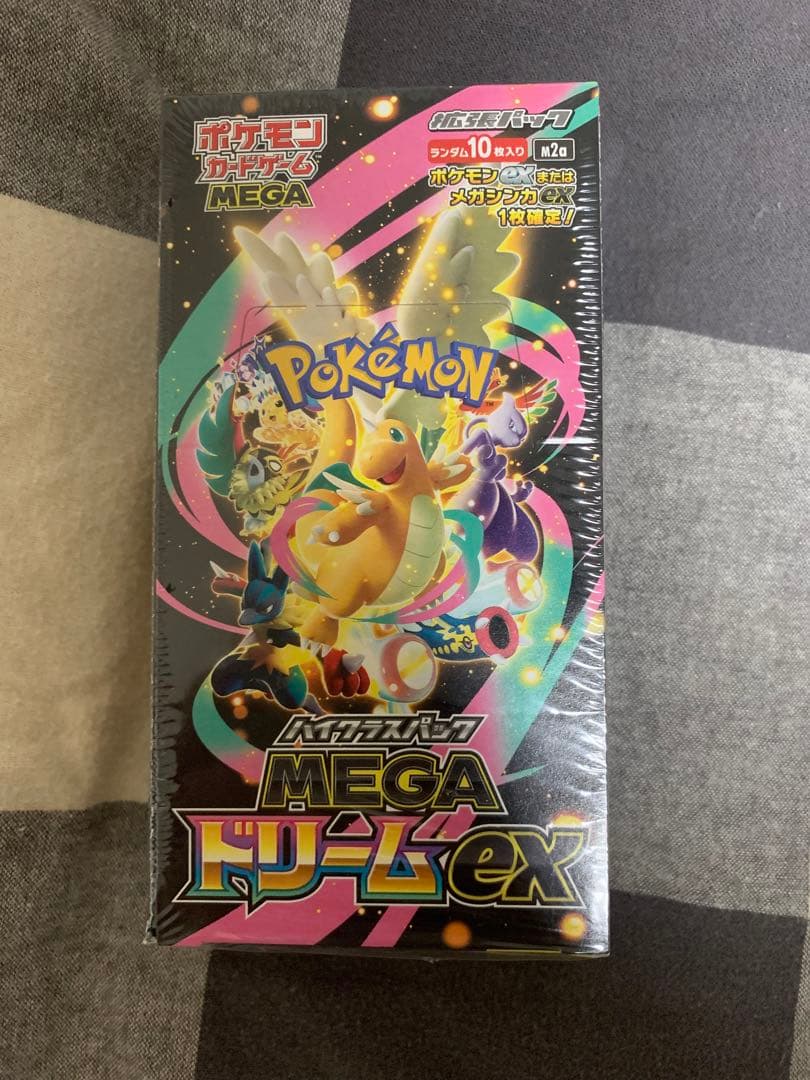 ポケモン
カードゲーム
MEGA
拡張パック
ランダム10枚入り M2a
ポケモンexまたは
メガシンカex
1枚確定!
POKÉMON
ハイクラスパック
MEGA
ドリームex